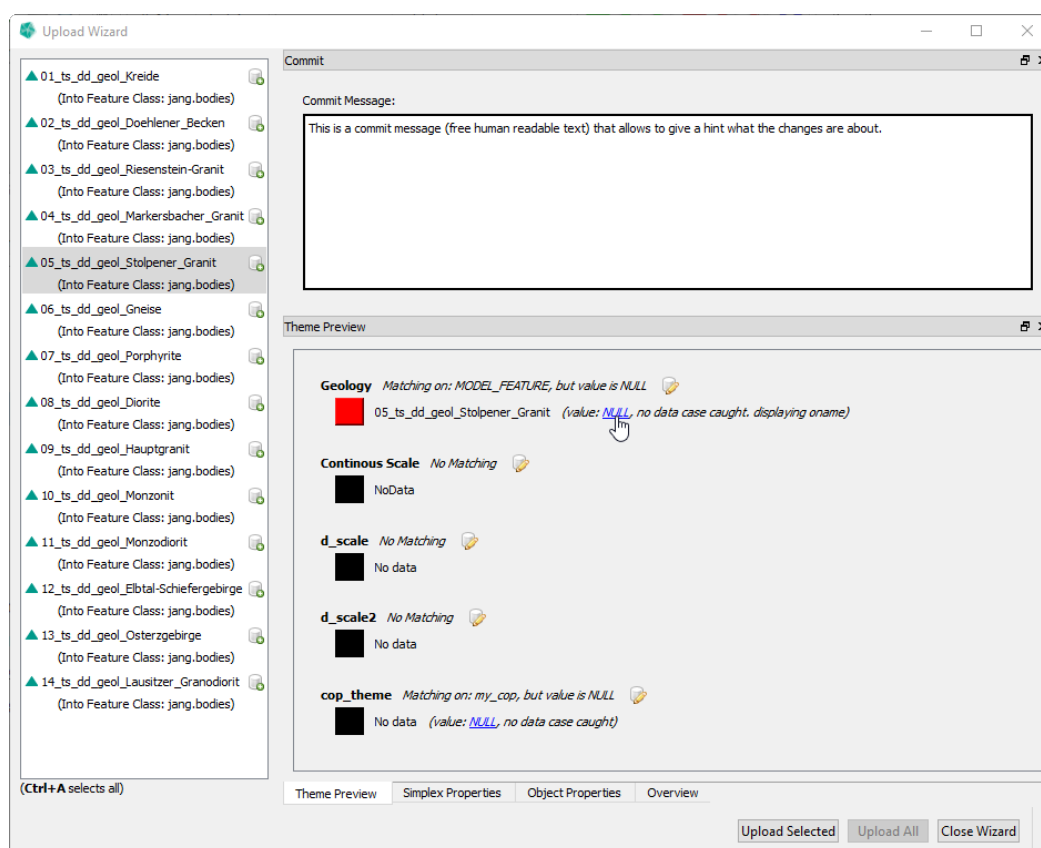 Upload Wizard
01_ts_dd_geol_Kreide
(Into Feature Class: jang.bodies)
02_ts_dd_geol_Doehlener_Becken
(Into Feature Class: jang.bodies)
03_ts_dd_geol_Riesenstein-Granit
(Into Feature Class: jang.bodies)
04_ts_dd_geol_Markersbacher_Granit
(Into Feature Class: jang.bodies)
05_ts_dd_geol_Stolpener_Granit
(Into Feature Class: jang.bodies)
06_ts_dd_geol_Gneise
(Into Feature Class: jang.bodies)
07_ts_dd_geol_Porphyrite
(Into Feature Class: jang.bodies)
08_ts_dd_geol_Diorite
(Into Feature Class: jang.bodies)
09_ts_dd_geol_Hauptgranit
(Into Feature Class: jang.bodies)
10_ts_dd_geol_Monzonit
(Into Feature Class: jang.bodies)
11_ts_dd_geol_Monzodiorit
(Into Feature Class: jang.bodies)
12_ts_dd_geol_Elbtal-Schiefergebirge
(Into Feature Class: jang.bodies)
13_ts_dd_geol_Osterzgebirge
(Into Feature Class: jang.bodies)
14_ts_dd_geol_Lausitzer_Granodiorit
(Into Feature Class: jang.bodies)
(Ctrl+A selects all)
Commit
Commit Message:
This is a commit message (free human readable text) that allows to give a hint what the changes are about.
Theme Preview
Geology Matching on: MODEL_FEATURE, but value is NULL
05_ts_dd_geol_Stolpener_Granit (value: NULL, no data case caught. displaying oname)
Continous Scale No Matching
NoData
d_scale No Matching
No data
d_scale2 No Matching
No data
cop_theme Matching on: my_cop, but value is NULL
No data (value: NULL, no data case caught)
Theme Preview Simplex Properties Object Properties Overview
Upload Selected Upload All Close Wizard